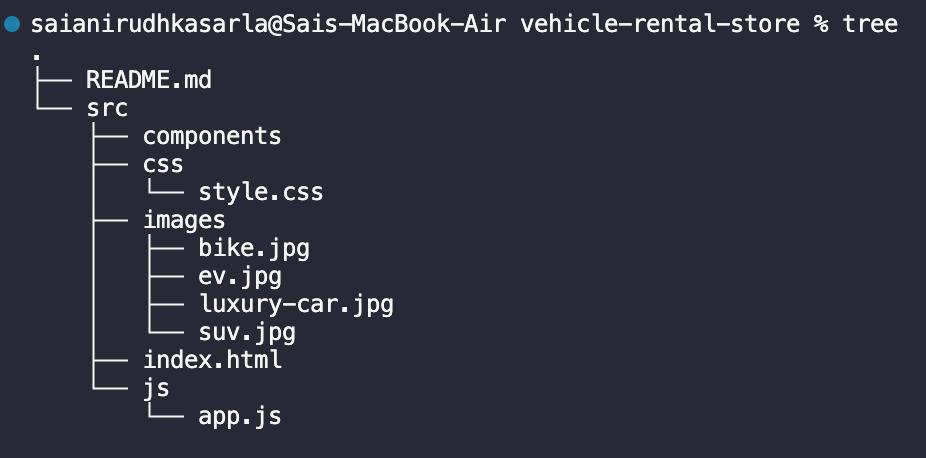 saianirudhkasarla@Sais-MacBook-Air vehicle-rental-store % tree
.
├── README.md
└── src
    ├── components
    ├── css
    │   └── style.css
    ├── images
    │   ├── bike.jpg
    │   ├── ev.jpg
    │   ├── luxury-car.jpg
    │   └── suv.jpg
    ├── index.html
    └── js
        └── app.js